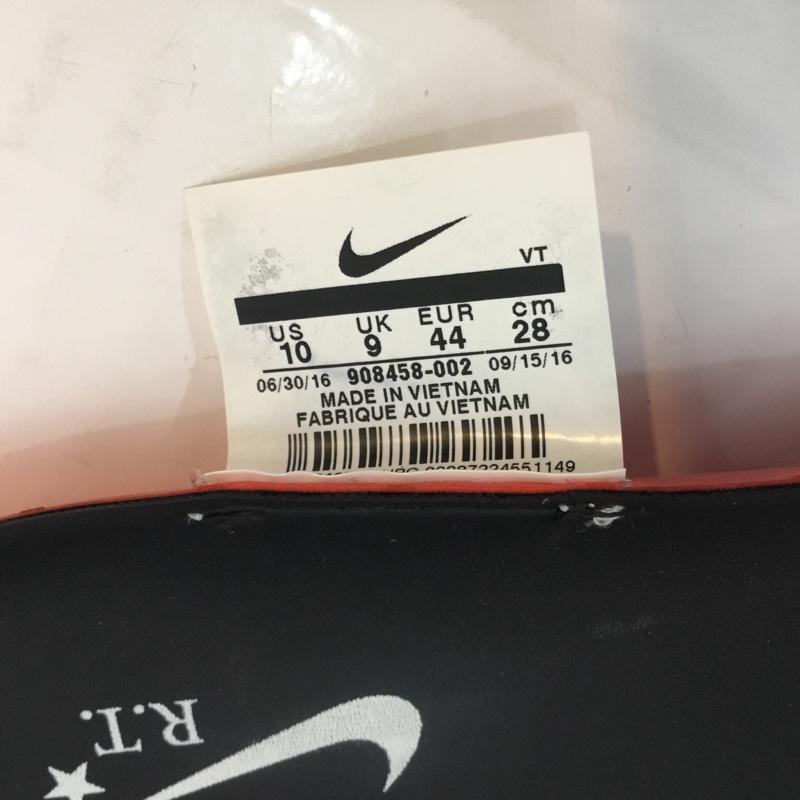 VT
US UK EUR cm
10 9 44 28
06/30/16 908458-002 09/15/16
MADE IN VIETNAM
FABRIQUE AU VIETNAM
R.T.